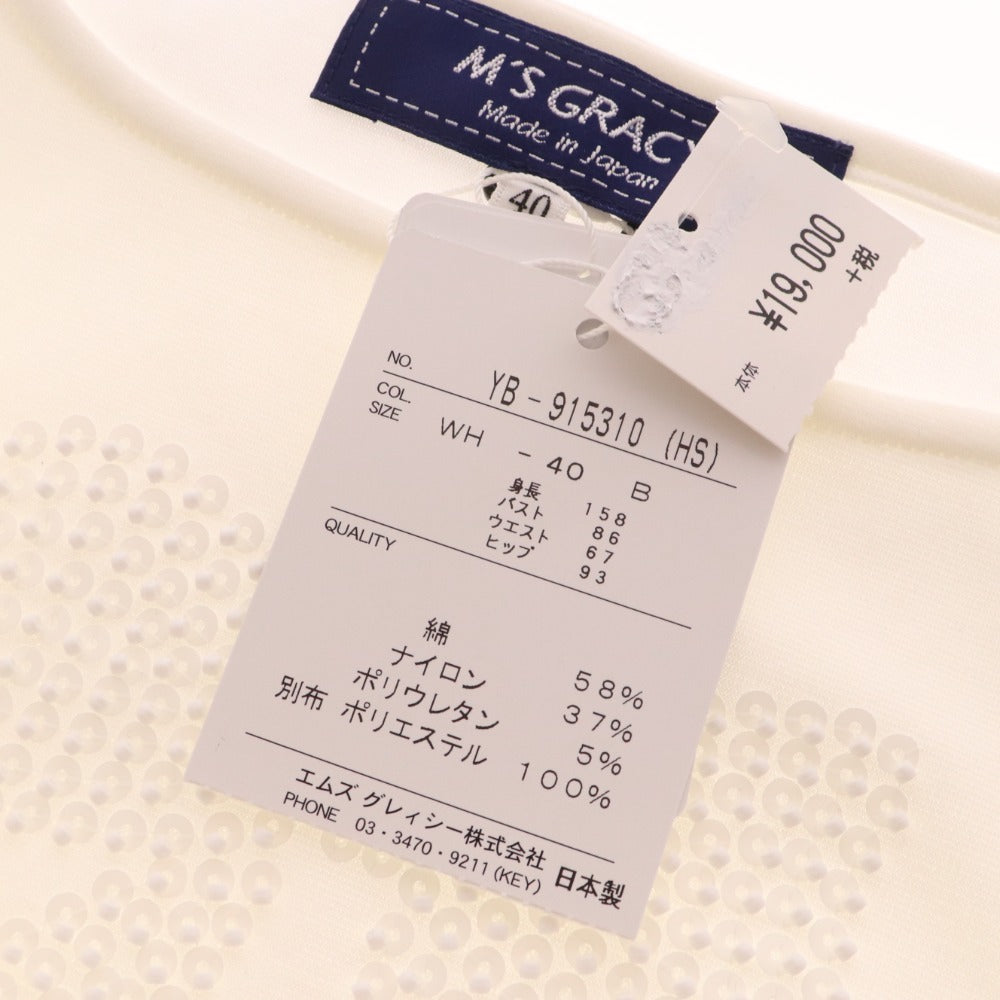 M'S GRACY
Made in Japan
40
¥19,000
+税
本体
NO. YB-915310 (HS)
COL. WH
SIZE -40 B
身長 158
バスト 86
ウエスト 67
ヒップ 93
QUALITY
綿 58%
ナイロン 37%
ポリウレタン 5%
別布 ポリエステル 100%
エムズ グレィシー株式会社
PHONE 03・3470・9211(KEY) 日本製